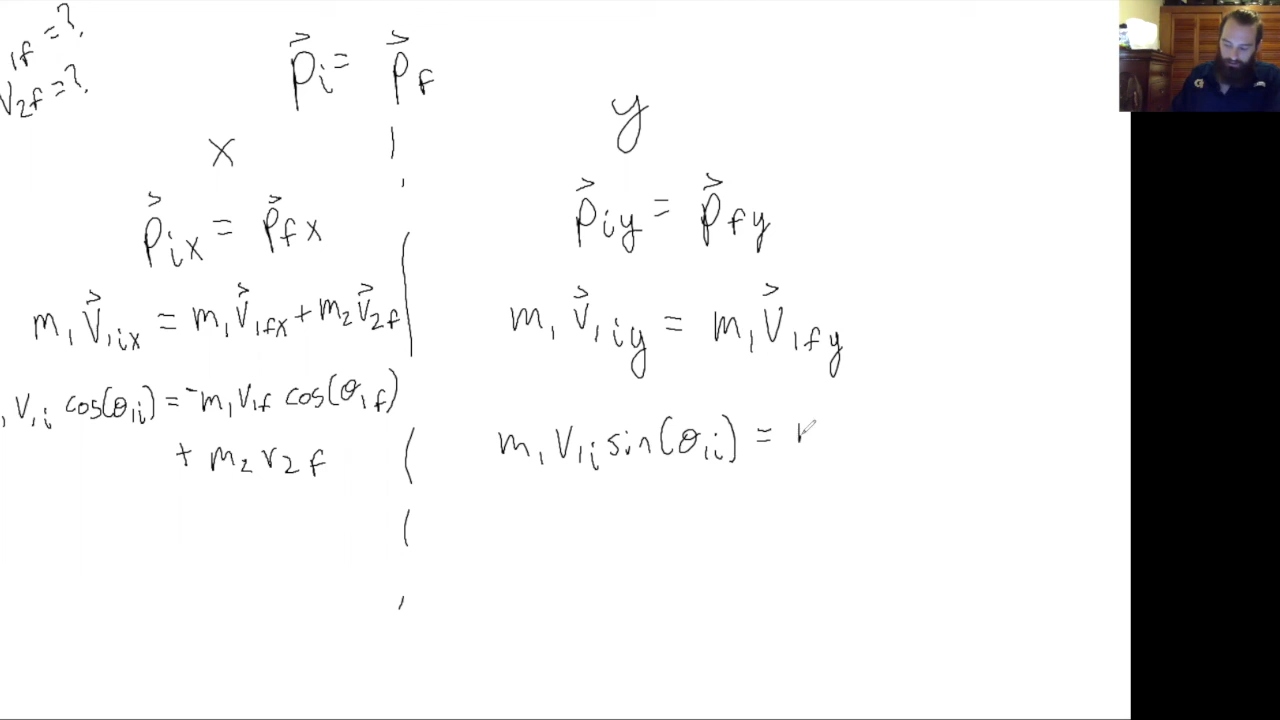 1f = ?
V2f = ?
p⃗i = p⃗f
x
p⃗ix = p⃗fx
m1 v⃗1ix = m1 v⃗1fx + m2 v⃗2f
1 v1i cos(θ1i) = -m1 v1f cos(θ1f)
+ m2 v2f
y
p⃗iy = p⃗fy
m1 v⃗1iy = m1 v⃗1fy
m1 v1i sin(θ1i) =